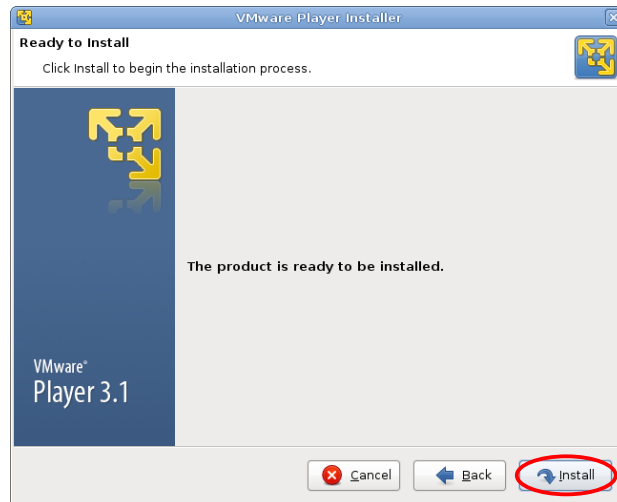 VMware Player Installer
Ready to Install
Click Install to begin the installation process.
The product is ready to be installed.
VMware®
Player 3.1
Cancel
Back
Install